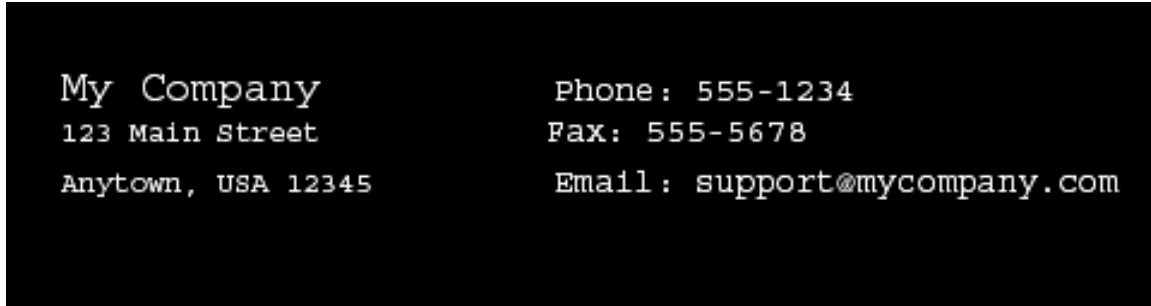 My Company
123 Main Street
Anytown, USA 12345
Phone: 555-1234
Fax: 555-5678
Email: support@mycompany.com